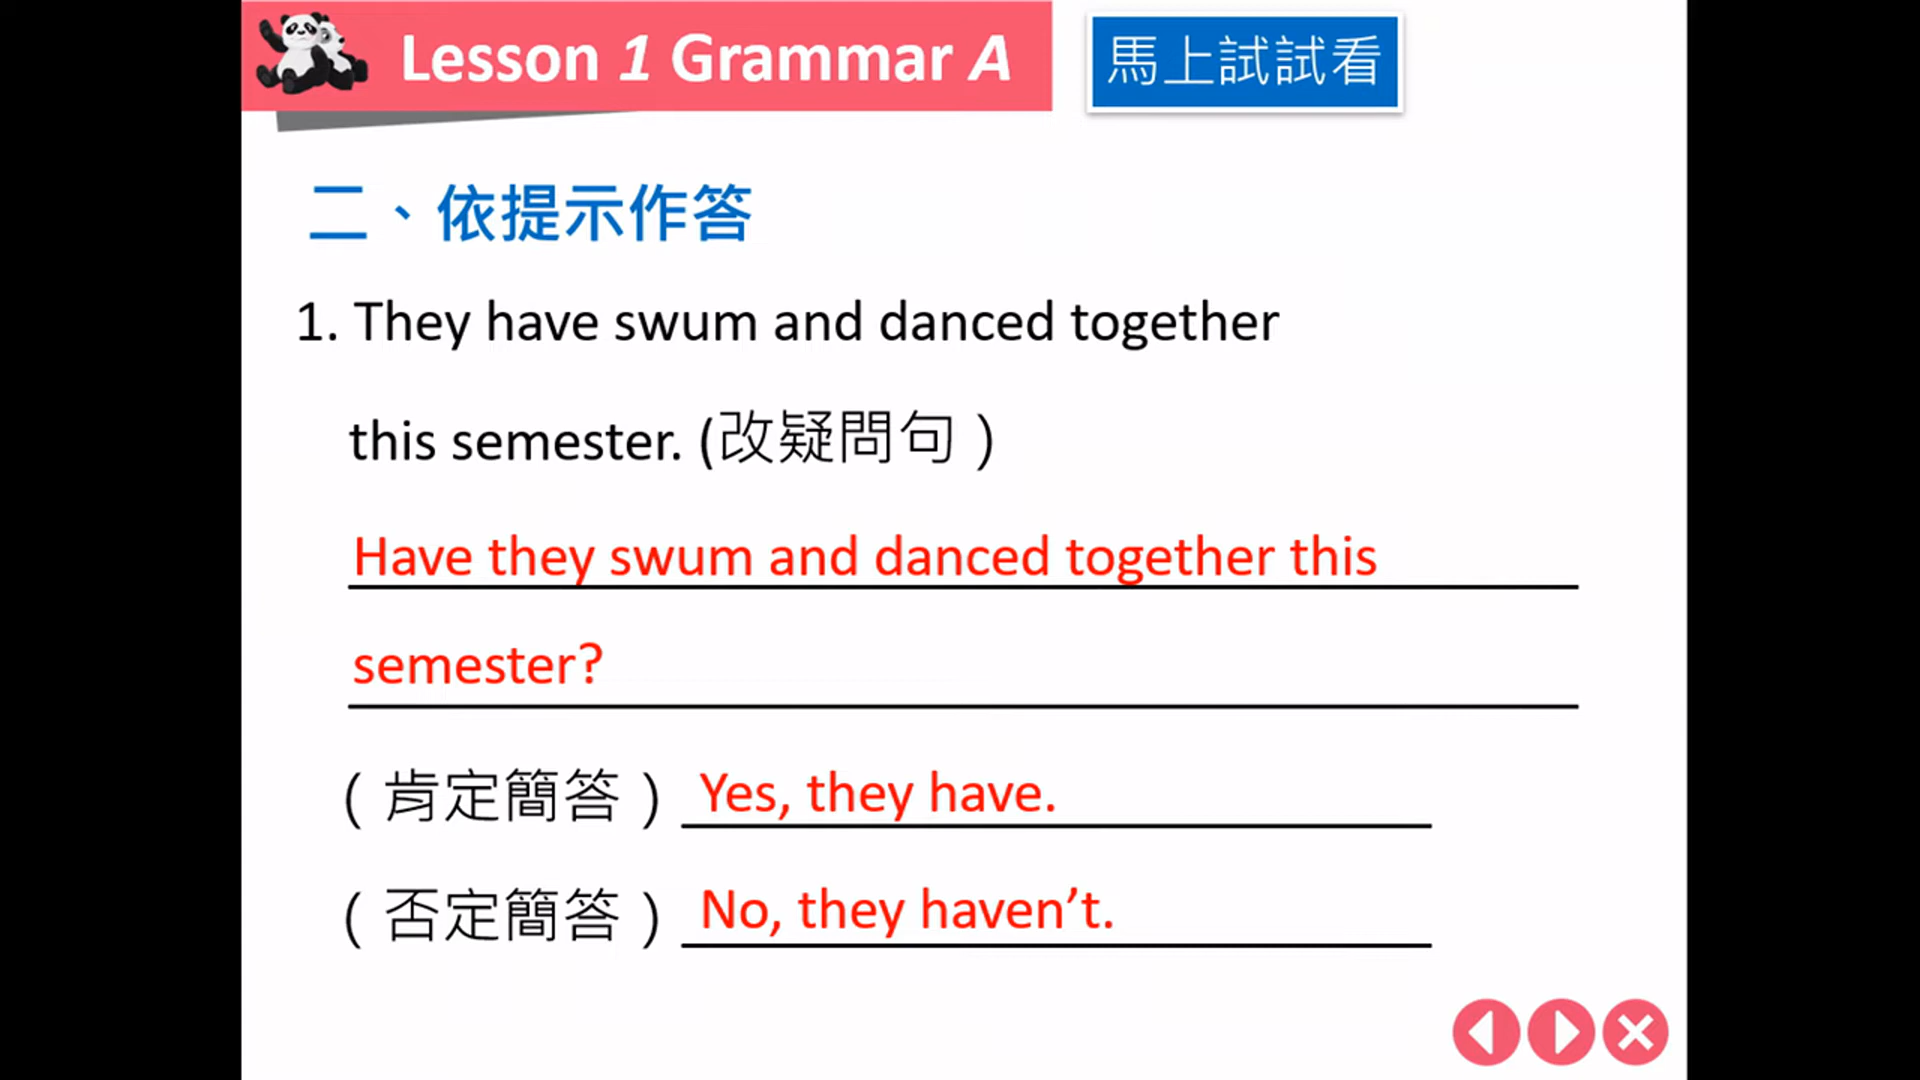 Lesson 1 Grammar A
馬上試試看
二、依提示作答
1. They have swum and danced together
this semester. (改疑問句)
Have they swum and danced together this
semester?
(肯定簡答) Yes, they have.
(否定簡答) No, they haven’t.